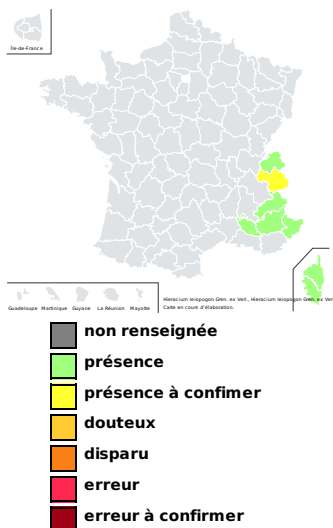 Île-de-France
Guadeloupe Martinique Guyane La Réunion Mayotte
Hieracium leiopogon Gren. ex Verl., Hieracium leiopogon Gren. ex Verl
Carte en cours d'élaboration.
non renseignée
présence
présence à confimer
douteux
disparu
erreur
erreur à confirmer